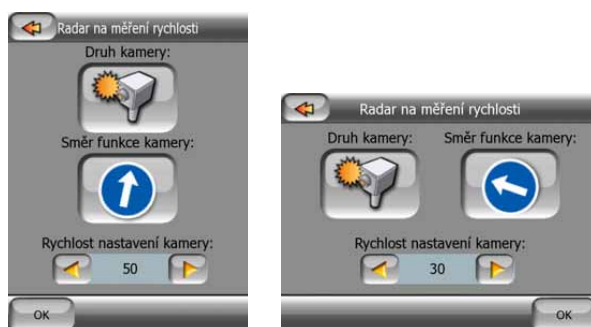 Radar na měření rychlosti
Druh kamery:
Směr funkce kamery:
Rychlost nastavení kamery:
50
OK
Radar na měření rychlosti
Druh kamery:
Směr funkce kamery:
Rychlost nastavení kamery:
30
OK